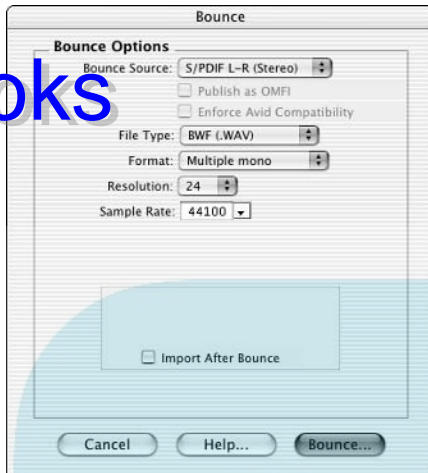 Bounce
Bounce Options
Bounce Source: S/PDIF L-R (Stereo)
Publish as OMFI
oks
Enforce Avid Compatibility
File Type: BWF (.WAV)
Format: Multiple mono
Resolution: 24
Sample Rate: 44100
Import After Bounce
Cancel Help... Bounce...